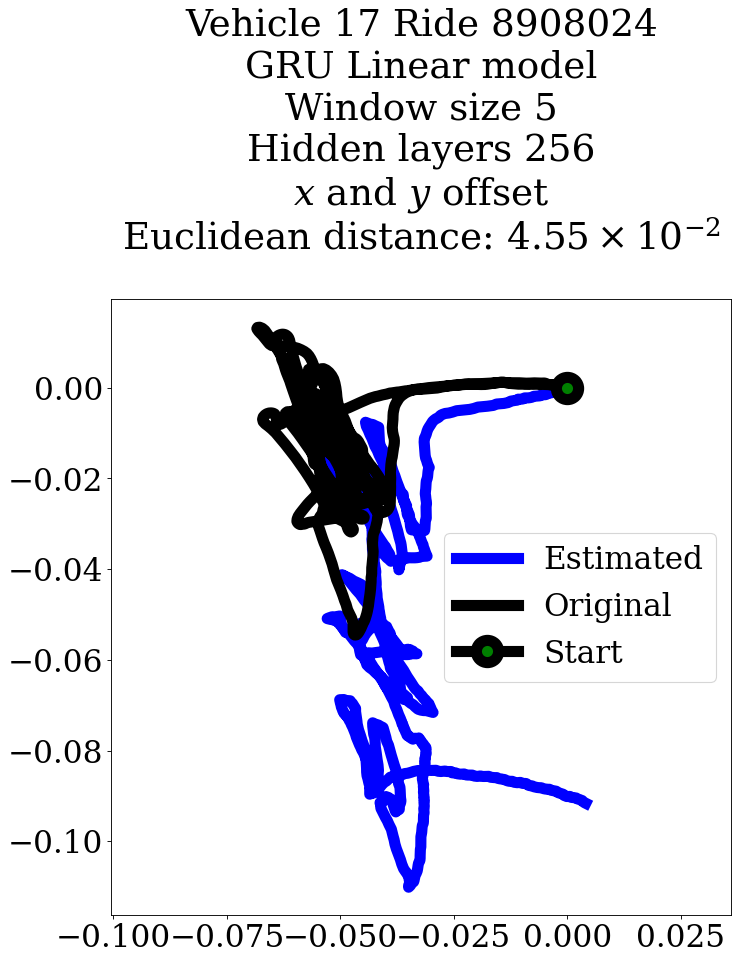 Vehicle 17 Ride 8908024
GRU Linear model
Window size 5
Hidden layers 256
x and y offset
Euclidean distance: 4.55 × 10⁻²
0.00
−0.02
−0.04
−0.06
−0.08
−0.10
Estimated
Original
Start
−0.100 −0.075 −0.050 −0.025 0.000 0.025